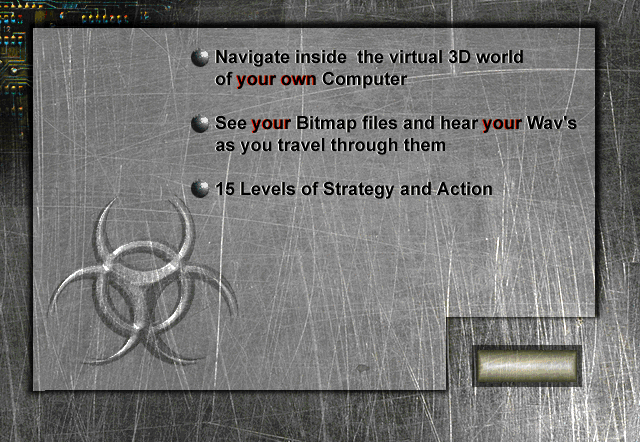 Navigate inside the virtual 3D world
of your own Computer
See your Bitmap files and hear your Wav's
as you travel through them
15 Levels of Strategy and Action